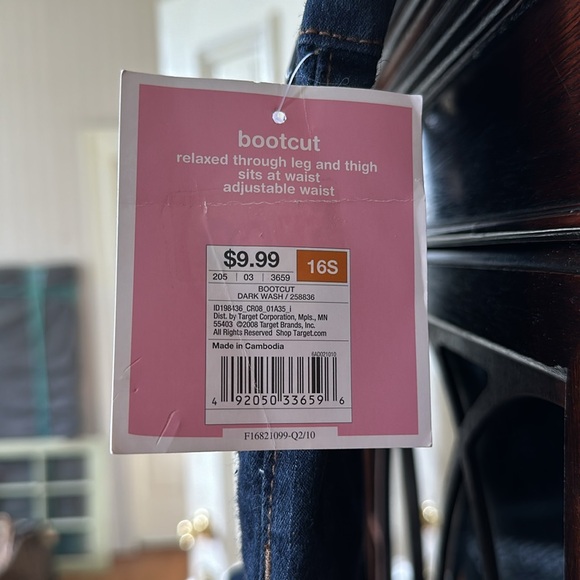 bootcut
relaxed through leg and thigh
sits at waist
adjustable waist
$9.99
16S
205 | 03 | 3659
BOOTCUT
DARK WASH / 258836
ID198436_CR08_01A35_I
Dist. by Target Corporation, Mpls., MN
55403 ©2008 Target Brands, Inc.
All Rights Reserved Shop Target.com
Made in Cambodia
4 92050 33659 6
F16821099-Q2/10